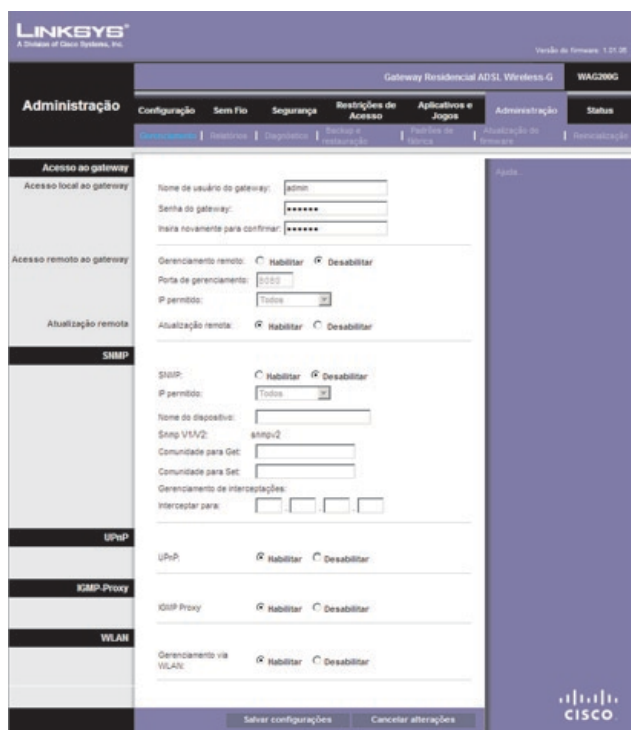 LINKSYS®
A Division of Cisco Systems, Inc.
Versão do firmware: 1.01.05
Gateway Residencial ADSL Wireless-G
WAG200G
Administração
Configuração
Sem Fio
Segurança
Restrições de Acesso
Aplicativos e Jogos
Administração
Status
Gerenciamento | Relatórios | Diagnóstico | Backup e restauração | Padrões de fábrica | Atualização do firmware | Reinicialização
Acesso ao gateway
Ajuda...
Acesso local ao gateway
Nome de usuário do gateway: admin
Senha do gateway: ●●●●●●
Insira novamente para confirmar: ●●●●●●
Acesso remoto ao gateway
Gerenciamento remoto: Habilitar Desabilitar
Porta de gerenciamento: 8080
IP permitido: Todos
Atualização remota
Atualização remota: Habilitar Desabilitar
SNMP
SNMP: Habilitar Desabilitar
IP permitido: Todos
Nome do dispositivo:
Snmp V1/V2: snmpv2
Comunidade para Get:
Comunidade para Set:
Gerenciamento de interceptações:
Interceptar para: . . .
UPnP
UPnP: Habilitar Desabilitar
IGMP-Proxy
IGMP Proxy Habilitar Desabilitar
WLAN
Gerenciamento via WLAN: Habilitar Desabilitar
Salvar configurações
Cancelar alterações
CISCO.